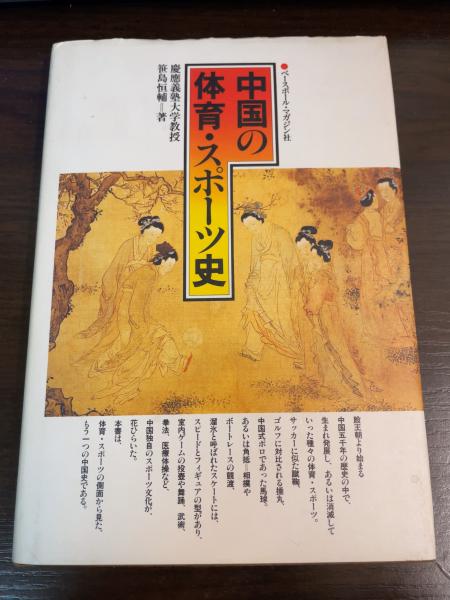 ●ベースボール・マガジン社
中国の
体育・スポーツ史
慶應義塾大学教授
笹島恒輔=著
殷王朝より始まる
中国五千年の歴史の中で、
生まれ発展し、あるいは消滅して
いった種々の体育・スポーツ。
サッカーに似た蹴鞠、
ゴルフに対比される捶丸、
中国式ポロであった馬球、
あるいは角抵=相撲や
ボートレースの競渡、
溜氷と呼ばれたスケートには、
スピードとフィギュアの型があり、
室内ゲームの投壺や舞踊、武術、
拳法、医療体操など、
中国独自のスポーツ文化が、
花ひらいた。
本書は、
体育・スポーツの側面から見た、
もう一つの中国史である。